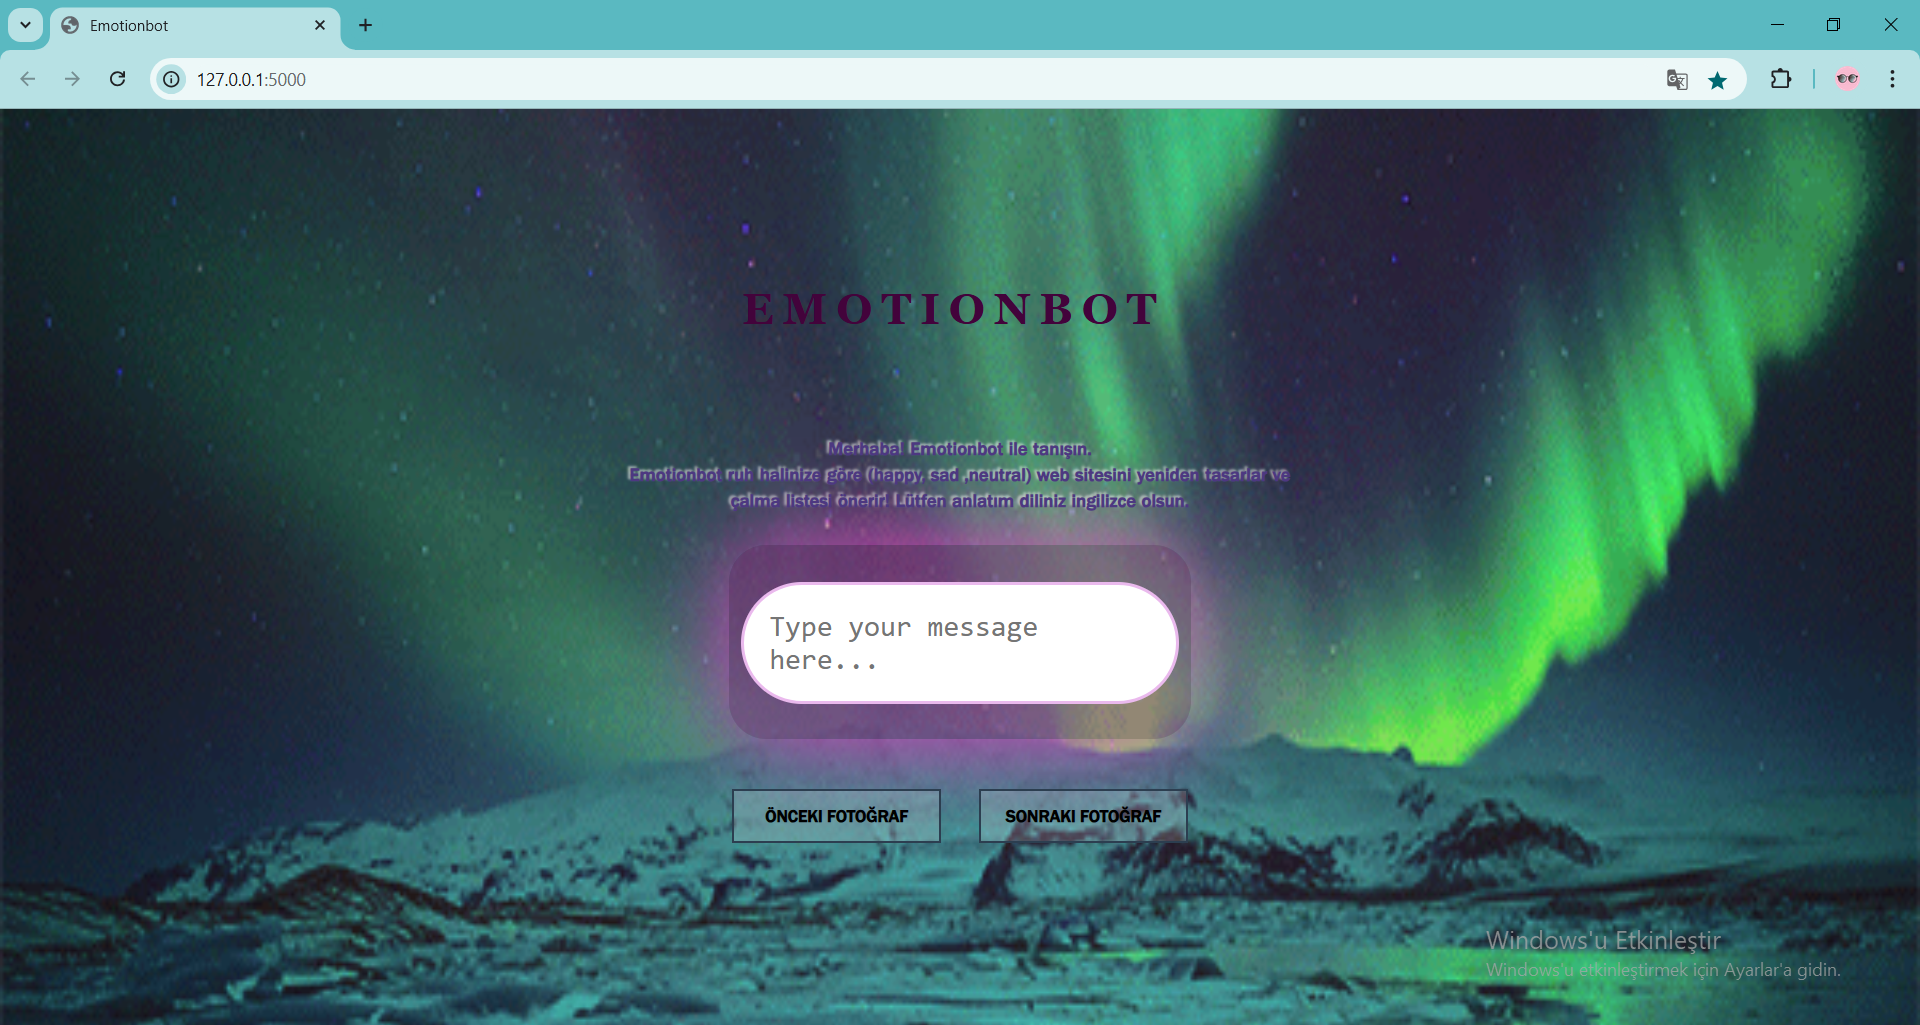 Emotionbot
127.0.0.1:5000
EMOTIONBOT
Merhaba! Emotionbot ile tanışın.
Emotionbot ruh halinize göre (happy, sad ,neutral) web sitesini yeniden tasarlar ve
çalma listesi önerir! Lütfen anlatım diliniz ingilizce olsun.
Type your message
here...
ÖNCEKI FOTOĞRAF
SONRAKI FOTOĞRAF
Windows'u Etkinleştir
Windows'u etkinleştirmek için Ayarlar'a gidin.